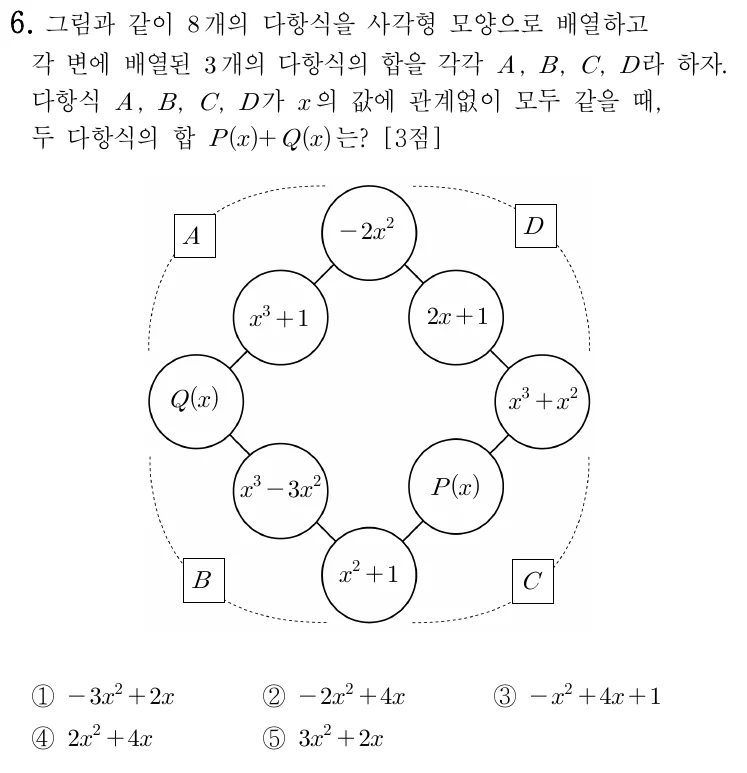 6. 그림과 같이 8개의 다항식을 사각형 모양으로 배열하고
각 변에 배열된 3개의 다항식의 합을 각각 A, B, C, D라 하자.
다항식 A, B, C, D가 x의 값에 관계없이 모두 같을 때,
두 다항식의 합 P(x)+Q(x)는? [3점]
-2x²
A
D
x³+1
2x+1
Q(x)
x³+x²
x³-3x²
P(x)
x²+1
B
C
① -3x²+2x ② -2x²+4x ③ -x²+4x+1
④ 2x²+4x ⑤ 3x²+2x